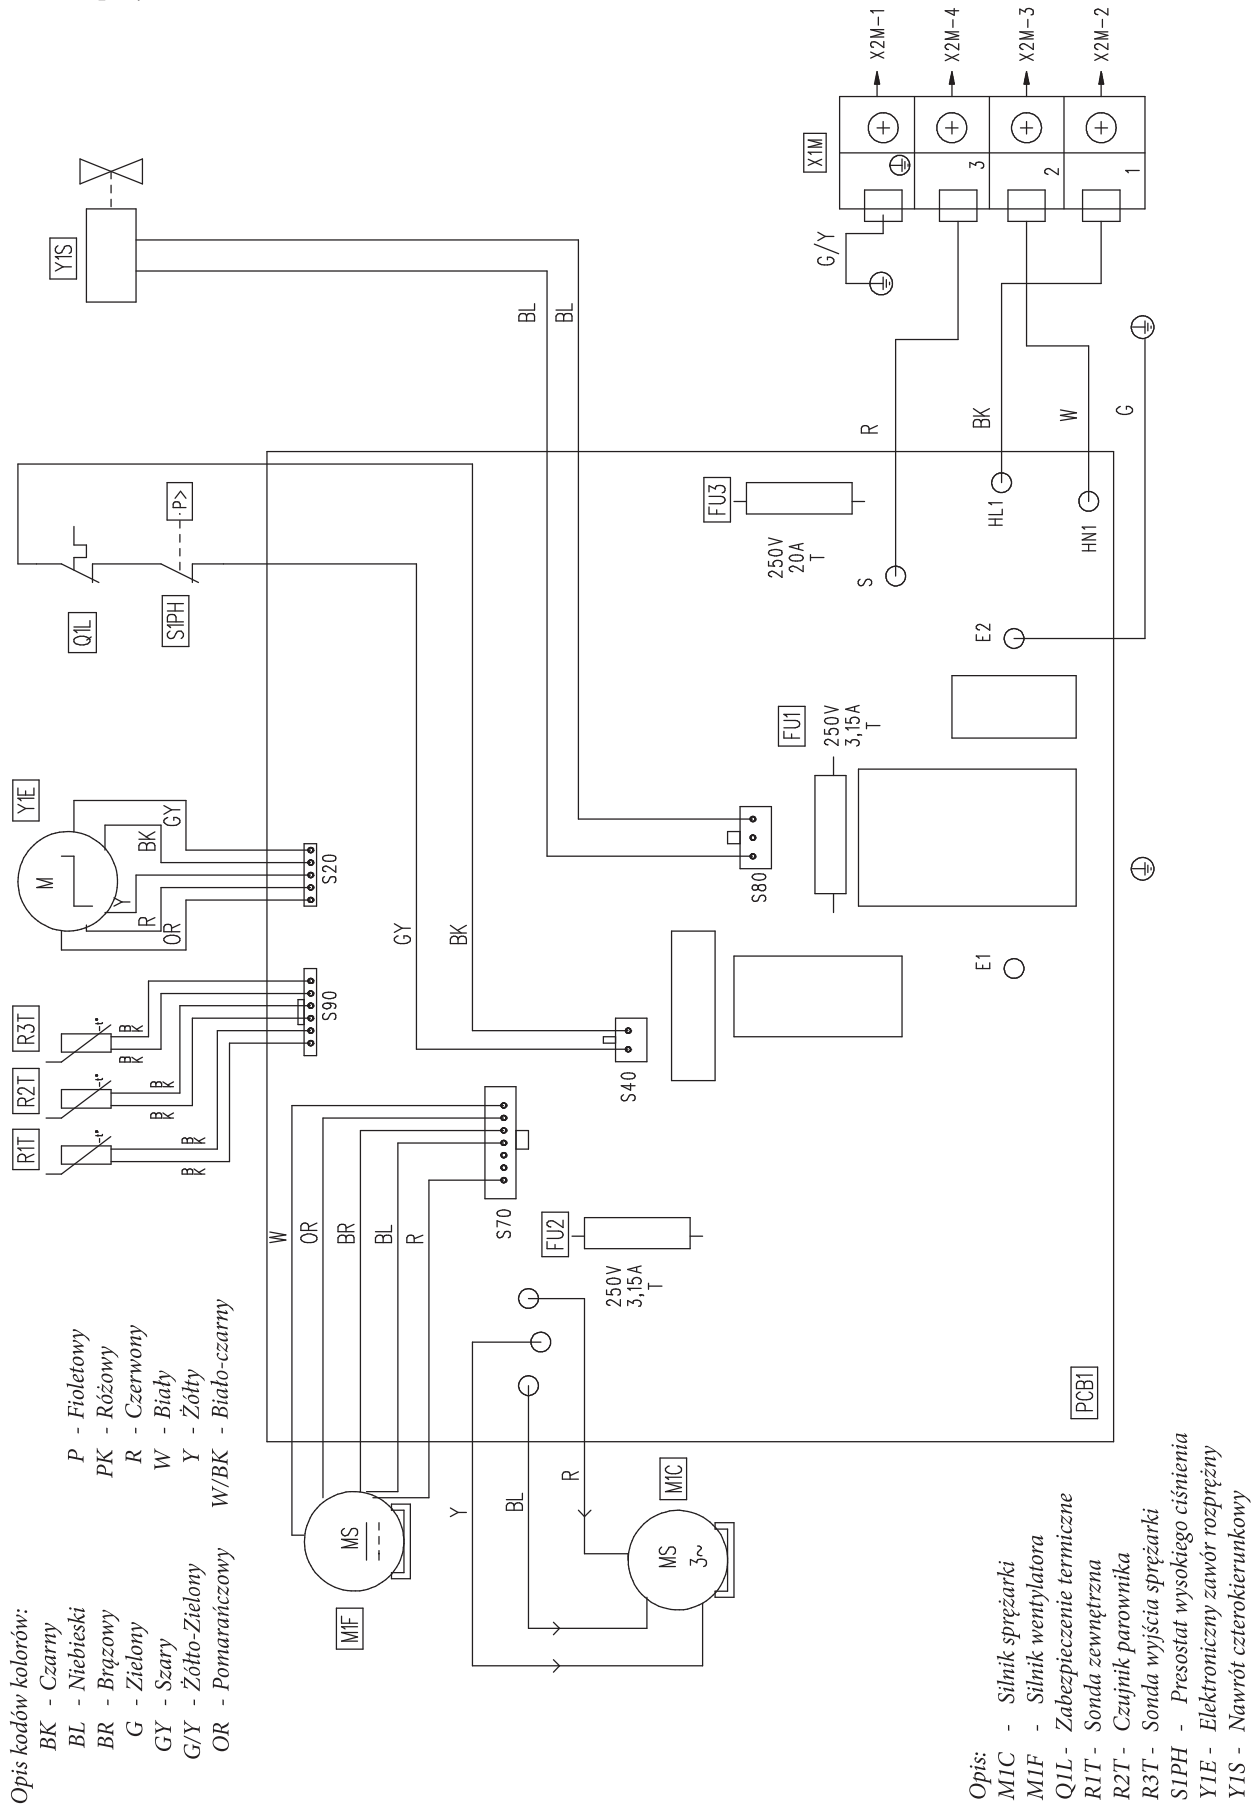 Opis kodów kolorów:
BK - Czarny
BL - Niebieski
BR - Brązowy
G - Zielony
GY - Szary
G/Y - Żółto-Zielony
OR - Pomarańczowy
P - Fioletowy
PK - Różowy
R - Czerwony
W - Biały
Y - Żółty
W/BK - Biało-czarny
R1T
R2T
R3T
-t°
-t°
-t°
B
K
B
K
B
K
B
K
B
K
B
K
S90
Y1E
M
OR
R
Y
BK
GY
S20
Q1L
S1PH
P>
Y1S
BL
BL
GY
BK
M1F
MS
W
OR
BR
BL
R
S70
S40
S80
FU2
250V
3,15A
T
FU1
250V
3,15A
T
FU3
250V
20A
T
M1C
MS
3~
Y
BL
R
PCB1
E1
E2
S
HL1
HN1
R
BK
W
G
G/Y
X1M
3
2
1
X2M-1
X2M-4
X2M-3
X2M-2
Opis:
M1C - Silnik sprężarki
M1F - Silnik wentylatora
Q1L - Zabezpieczenie termiczne
R1T - Sonda zewnętrzna
R2T - Czujnik parownika
R3T - Sonda wyjścia sprężarki
S1PH - Presostat wysokiego ciśnienia
Y1E - Elektroniczny zawór rozprężny
Y1S - Nawrót czterokierunkowy